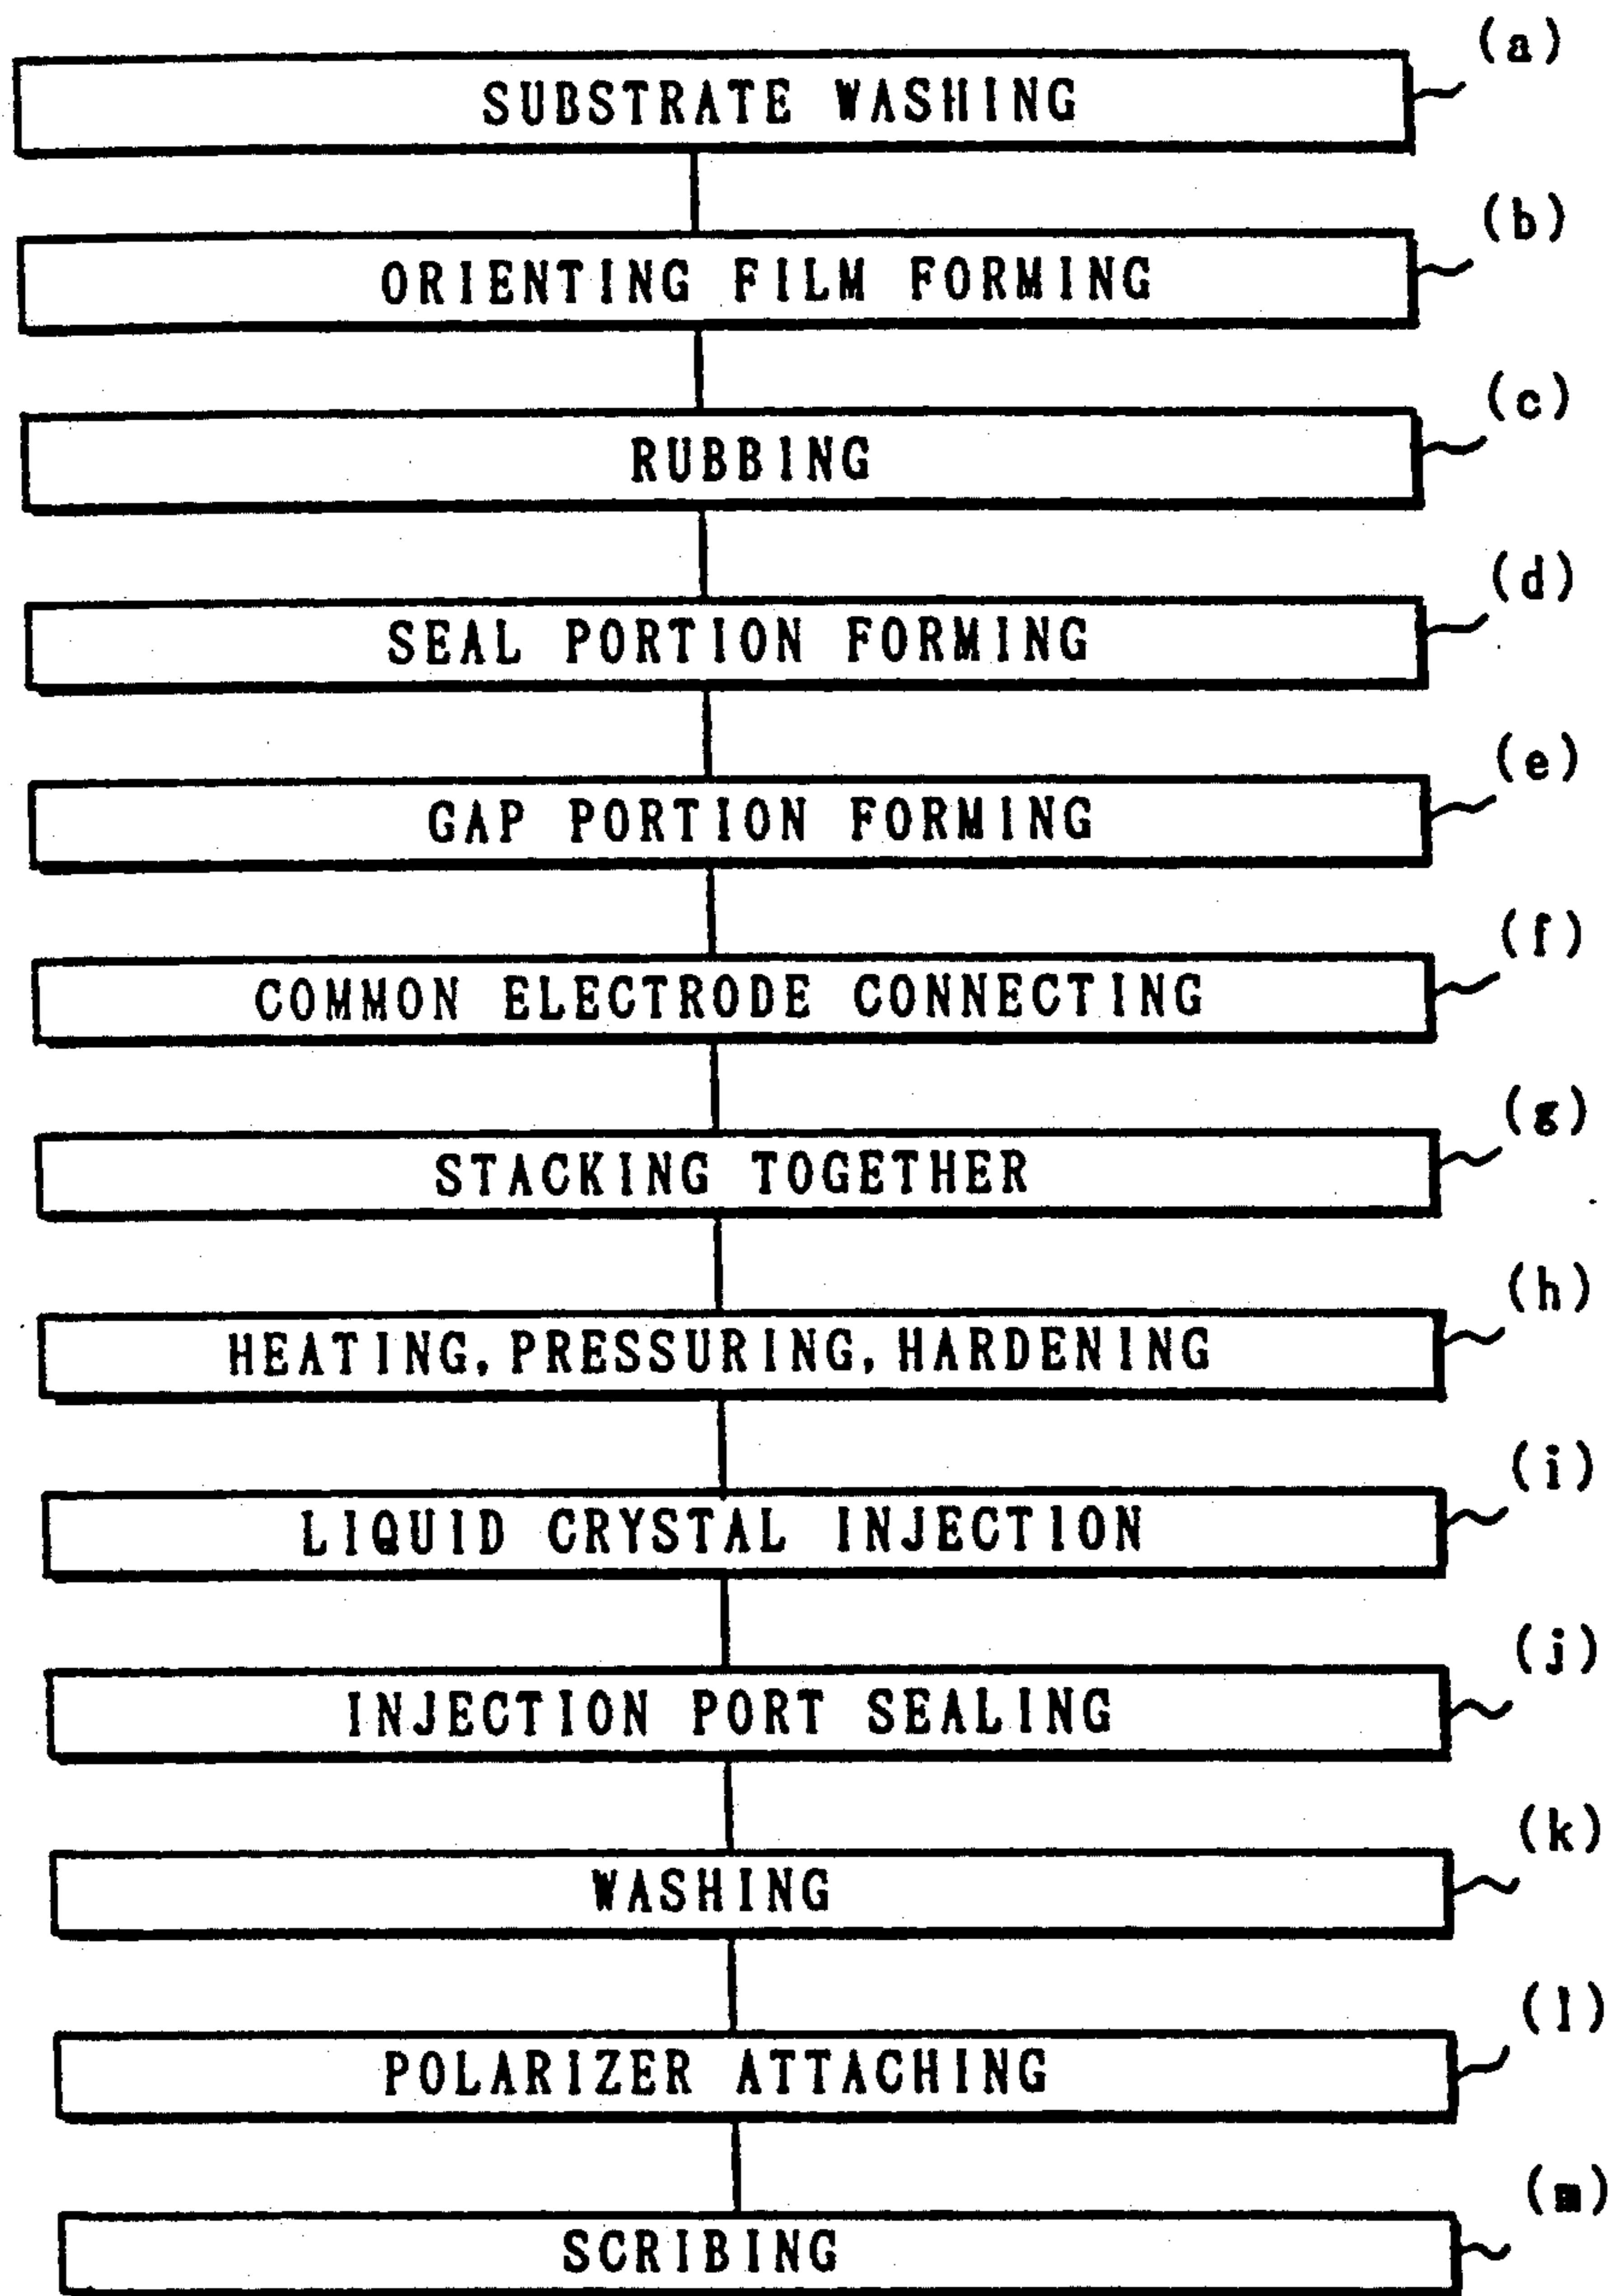 (a)
SUBSTRATE WASHING
(b)
ORIENTING FILM FORMING
(c)
RUBBING
(d)
SEAL PORTION FORMING
(e)
GAP PORTION FORMING
(f)
COMMON ELECTRODE CONNECTING
(g)
STACKING TOGETHER
(h)
HEATING, PRESSURING, HARDENING
(i)
LIQUID CRYSTAL INJECTION
(j)
INJECTION PORT SEALING
(k)
WASHING
(l)
POLARIZER ATTACHING
(m)
SCRIBING